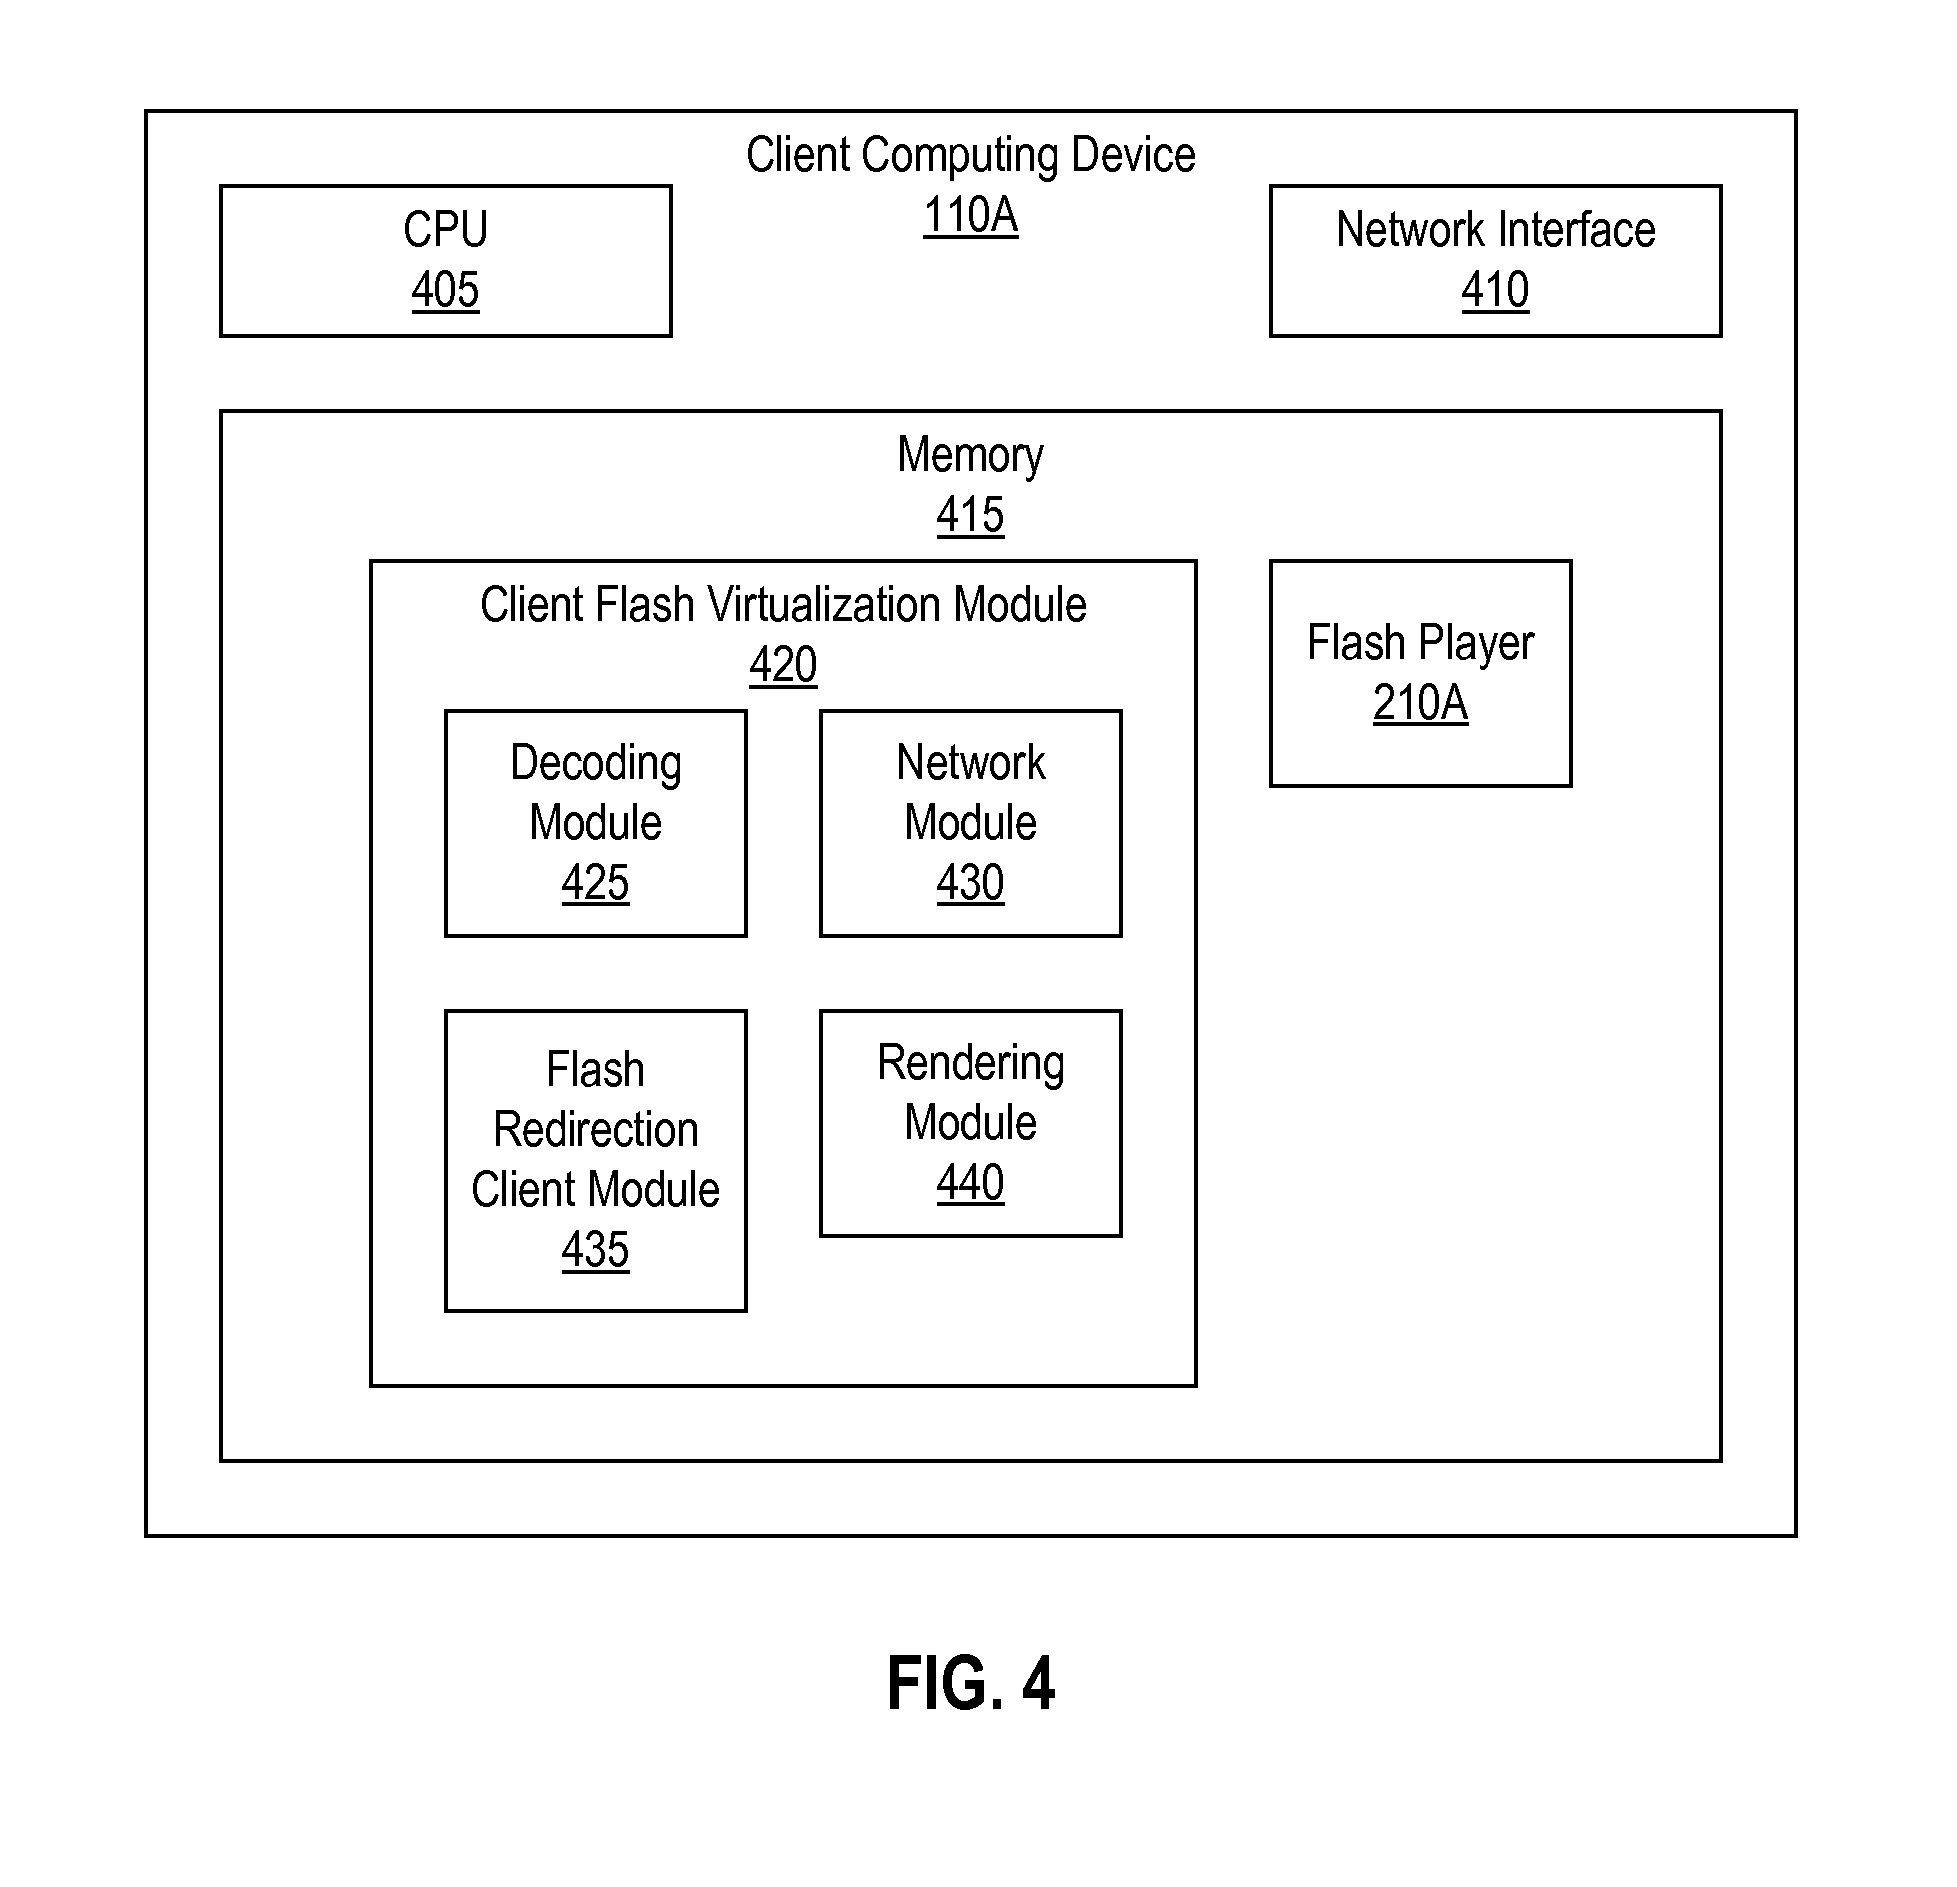 Client Computing Device
110A
CPU
405
Network Interface
410
Memory
415
Client Flash Virtualization Module
420
Flash Player
210A
Decoding
Module
425
Network
Module
430
Flash
Redirection
Client Module
435
Rendering
Module
440
FIG. 4